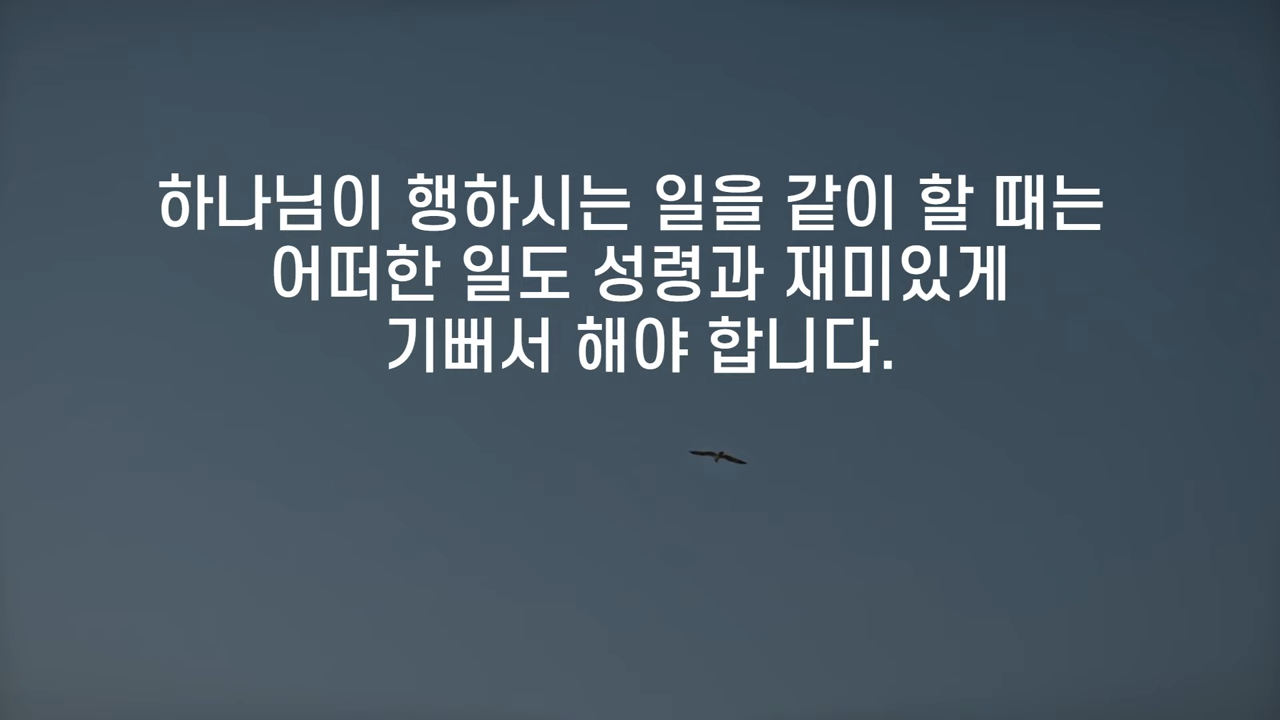 하나님이 행하시는 일을 같이 할 때는
어떠한 일도 성령과 재미있게
기뻐서 해야 합니다.